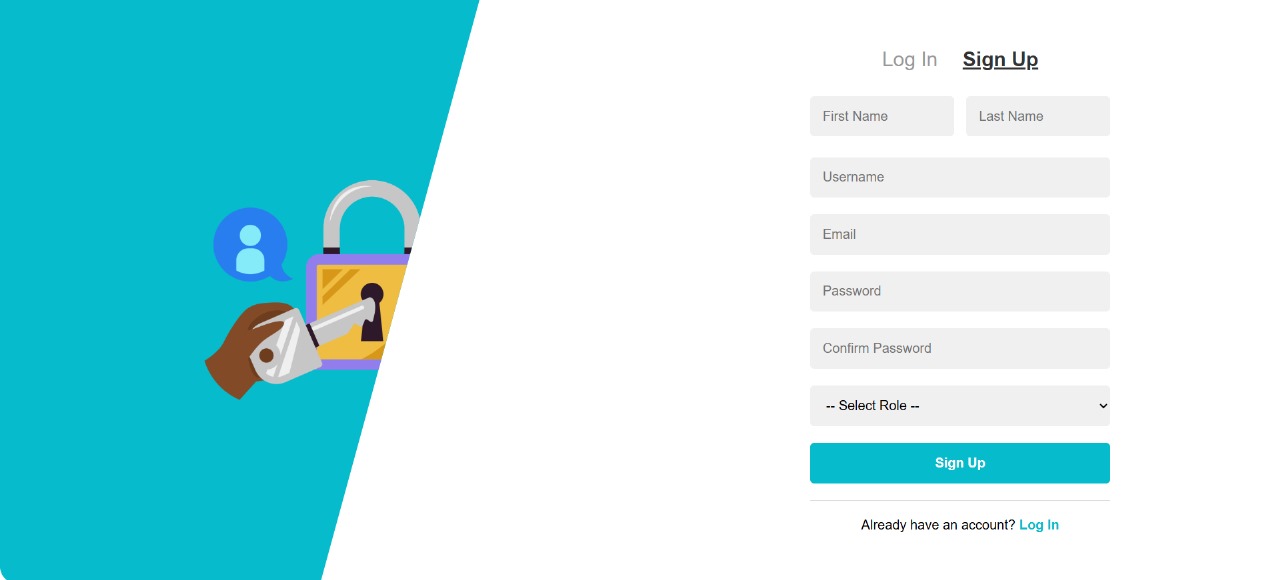 Log In Sign Up
First Name Last Name
Username
Email
Password
Confirm Password
-- Select Role --
Sign Up
Already have an account? Log In